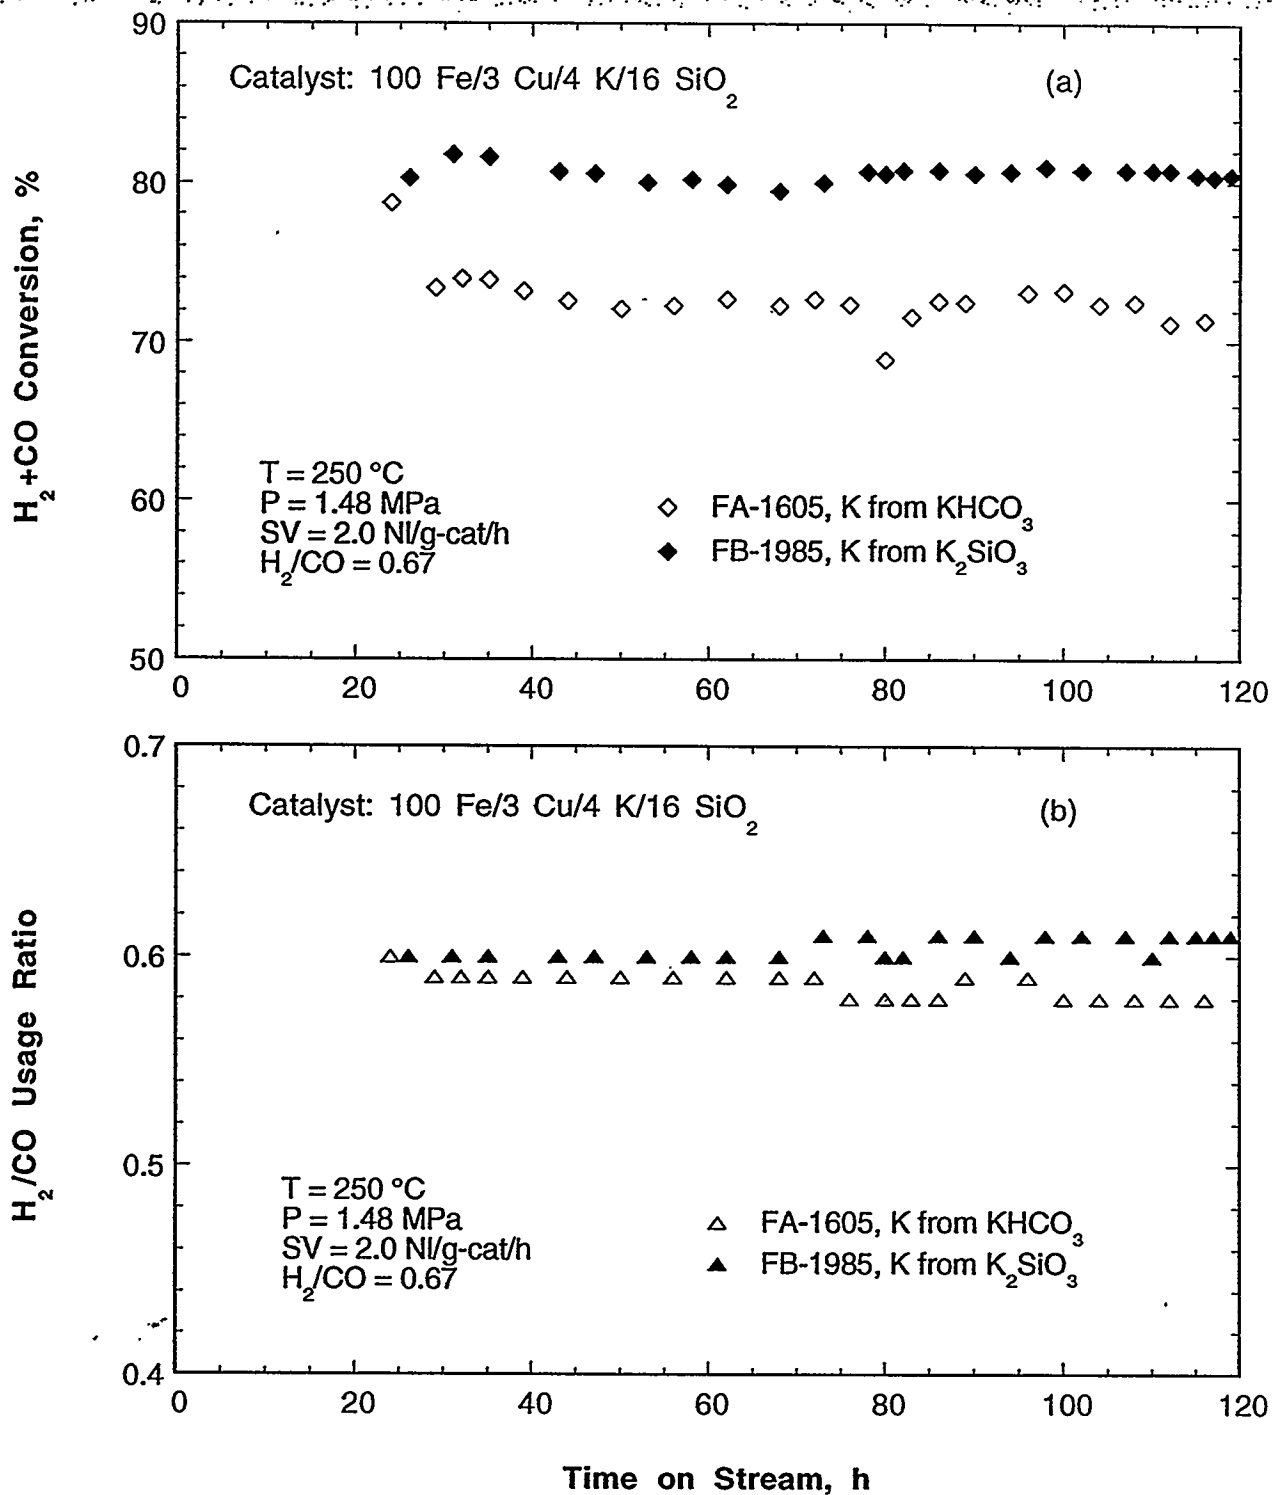 90
Catalyst: 100 Fe/3 Cu/4 K/16 SiO2
(a)
80
70
60
50
H2+CO Conversion, %
T = 250 °C
P = 1.48 MPa
SV = 2.0 Nl/g-cat/h
H2/CO = 0.67
FA-1605, K from KHCO3
FB-1985, K from K2SiO3
0 20 40 60 80 100 120
0.7
Catalyst: 100 Fe/3 Cu/4 K/16 SiO2
(b)
0.6
0.5
0.4
H2/CO Usage Ratio
T = 250 °C
P = 1.48 MPa
SV = 2.0 Nl/g-cat/h
H2/CO = 0.67
FA-1605, K from KHCO3
FB-1985, K from K2SiO3
0 20 40 60 80 100 120
Time on Stream, h